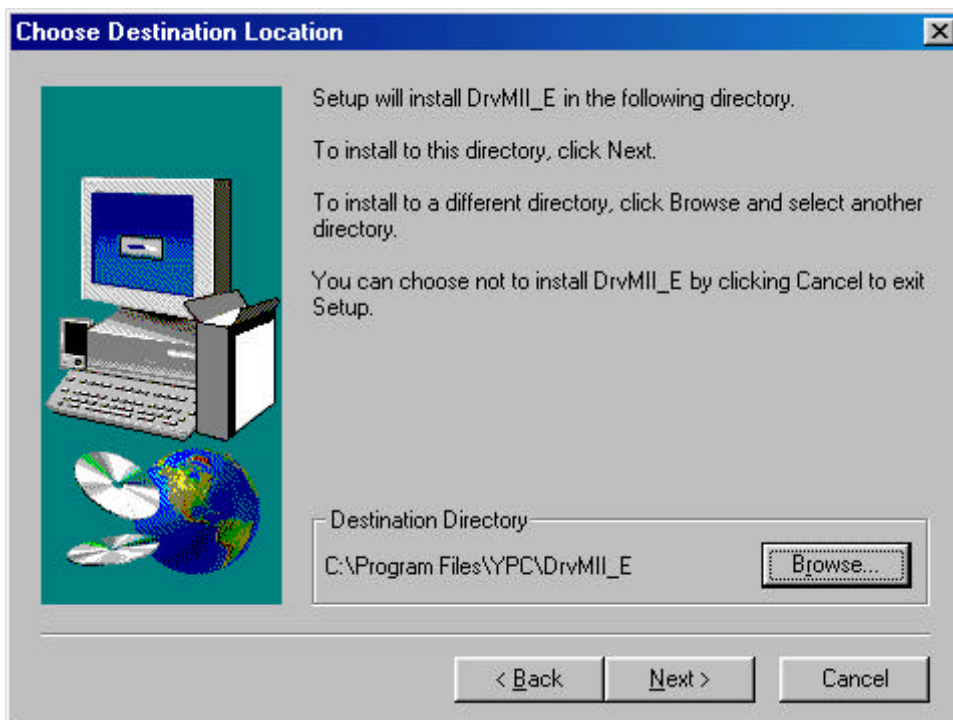 Choose Destination Location
Setup will install DrvMII_E in the following directory.
To install to this directory, click Next.
To install to a different directory, click Browse and select another
directory.
You can choose not to install DrvMII_E by clicking Cancel to exit
Setup.
Destination Directory
C:\Program Files\YPC\DrvMII_E
Browse...
< Back
Next >
Cancel